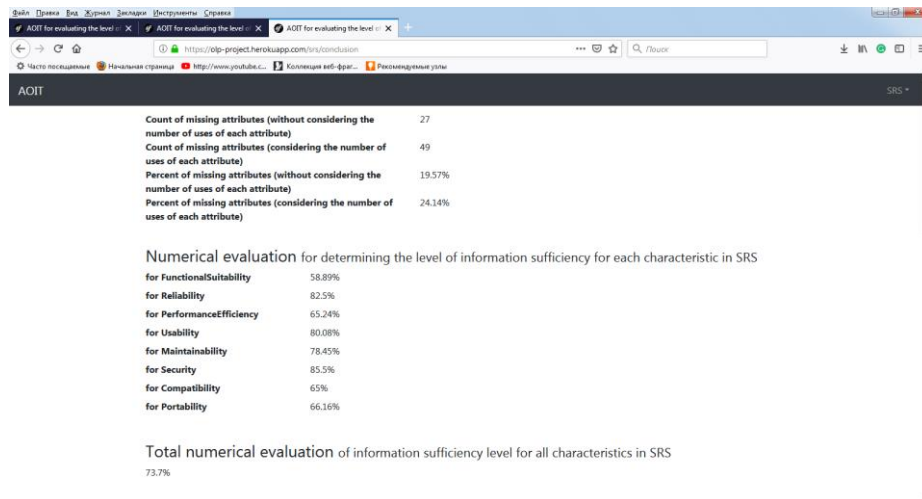 Файл Правка Вид Журнал Закладки Инструменты Справка
AOIT for evaluating the level of X AOIT for evaluating the level of X AOIT for evaluating the level of X +
https://olp-project.herokuapp.com/srs/conclusion ... Поиск
Часто посещаемые Начальная страница http://www.youtube.c... Коллекция веб-фраг... Рекомендуемые узлы
AOIT SRS
Count of missing attributes (without considering the 27
number of uses of each attribute)
Count of missing attributes (considering the number of 49
uses of each attribute)
Percent of missing attributes (without considering the 19.57%
number of uses of each attribute)
Percent of missing attributes (considering the number of 24.14%
uses of each attribute)
Numerical evaluation for determining the level of information sufficiency for each characteristic in SRS
for FunctionalSuitability 58.89%
for Reliability 82.5%
for PerformanceEfficiency 65.24%
for Usability 80.08%
for Maintainability 78.45%
for Security 85.5%
for Compatibility 65%
for Portability 66.16%
Total numerical evaluation of information sufficiency level for all characteristics in SRS
73.7%